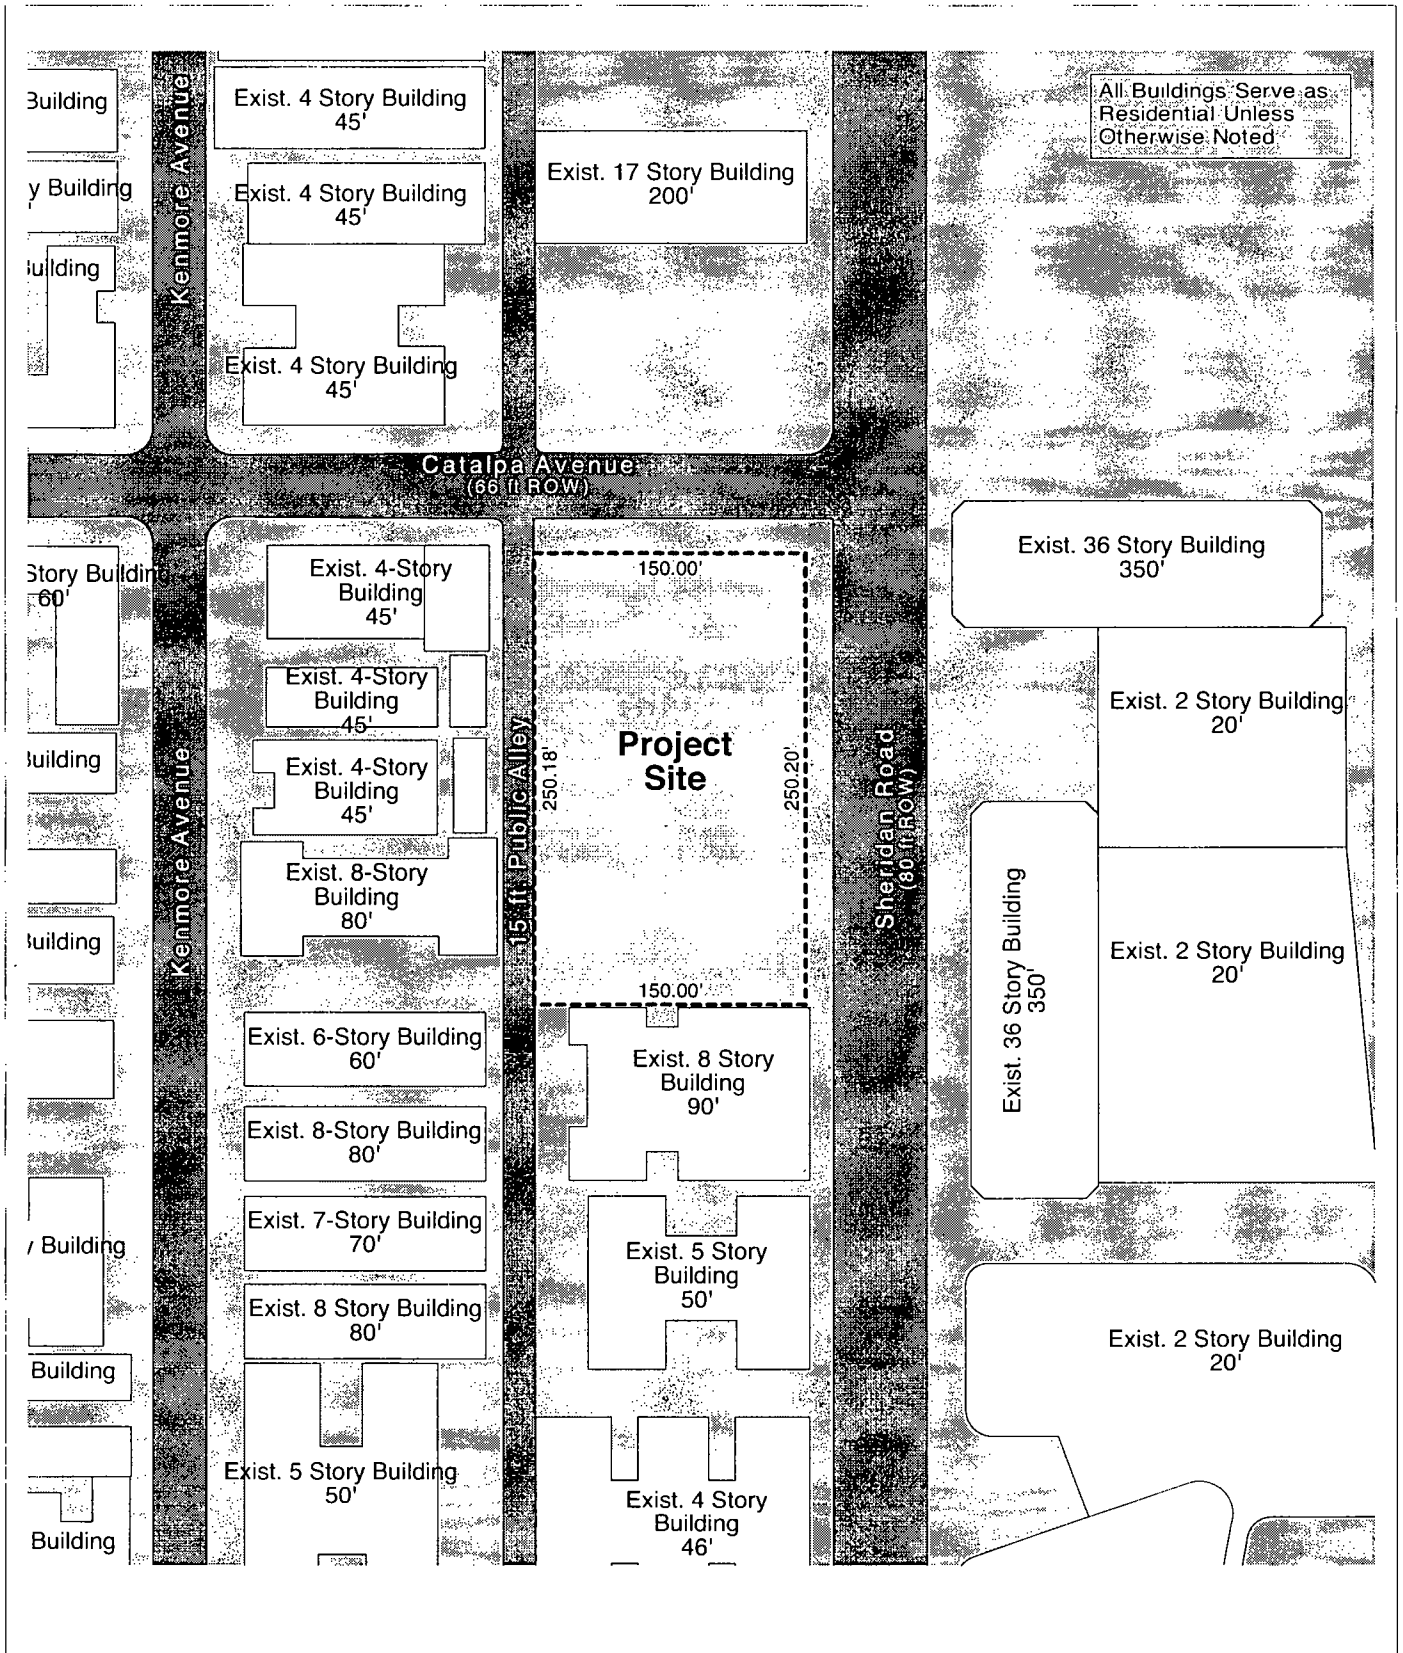 Building
Kenmore Avenue
Exist. 4 Story Building
45'
All Buildings Serve as
Residential Unless
Otherwise Noted
y Building
Exist. 4 Story Building
45'
Exist. 17 Story Building
200'
Building
Exist. 4 Story Building
45'
Catalpa Avenue
(66 ft ROW)
Story Building
60'
Exist. 4-Story
Building
45'
150.00'
Exist. 36 Story Building
350'
Exist. 4-Story
Building
45'
Exist. 2 Story Building
20'
Building
Kenmore Avenue
Exist. 4-Story
Building
45'
15 ft. Public Alley
250.18'
Project
Site
250.20'
Sheridan Road
(80 ft ROW)
Exist. 8-Story
Building
80'
Building
Exist. 36 Story Building
350'
Exist. 2 Story Building
20'
150.00'
Exist. 6-Story Building
60'
Exist. 8 Story
Building
90'
Exist. 8-Story Building
80'
Exist. 7-Story Building
70'
y Building
Exist. 5 Story
Building
50'
Exist. 8 Story Building
80'
Exist. 2 Story Building
20'
Building
Exist. 5 Story Building
50'
Exist. 4 Story
Building
46'
Building